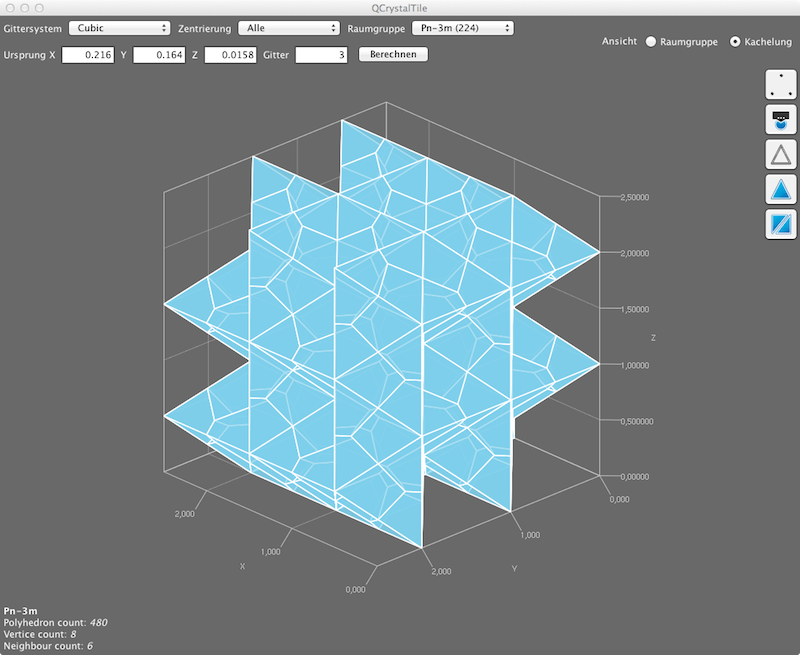 QCrystalTile
Gittersystem Cubic Zentrierung Alle Raumgruppe Pn-3m (224)
Ansicht Raumgruppe Kachelung
Ursprung X 0.216 Y 0.164 Z 0.0158 Gitter 3 Berechnen
2,50000
2,00000
1,50000
Z
1,00000
0,500000
0,00000
0,000
2,000
1,000
1,000
X
Y
2,000
0,000
Pn-3m
Polyhedron count: 480
Vertice count: 8
Neighbour count: 6